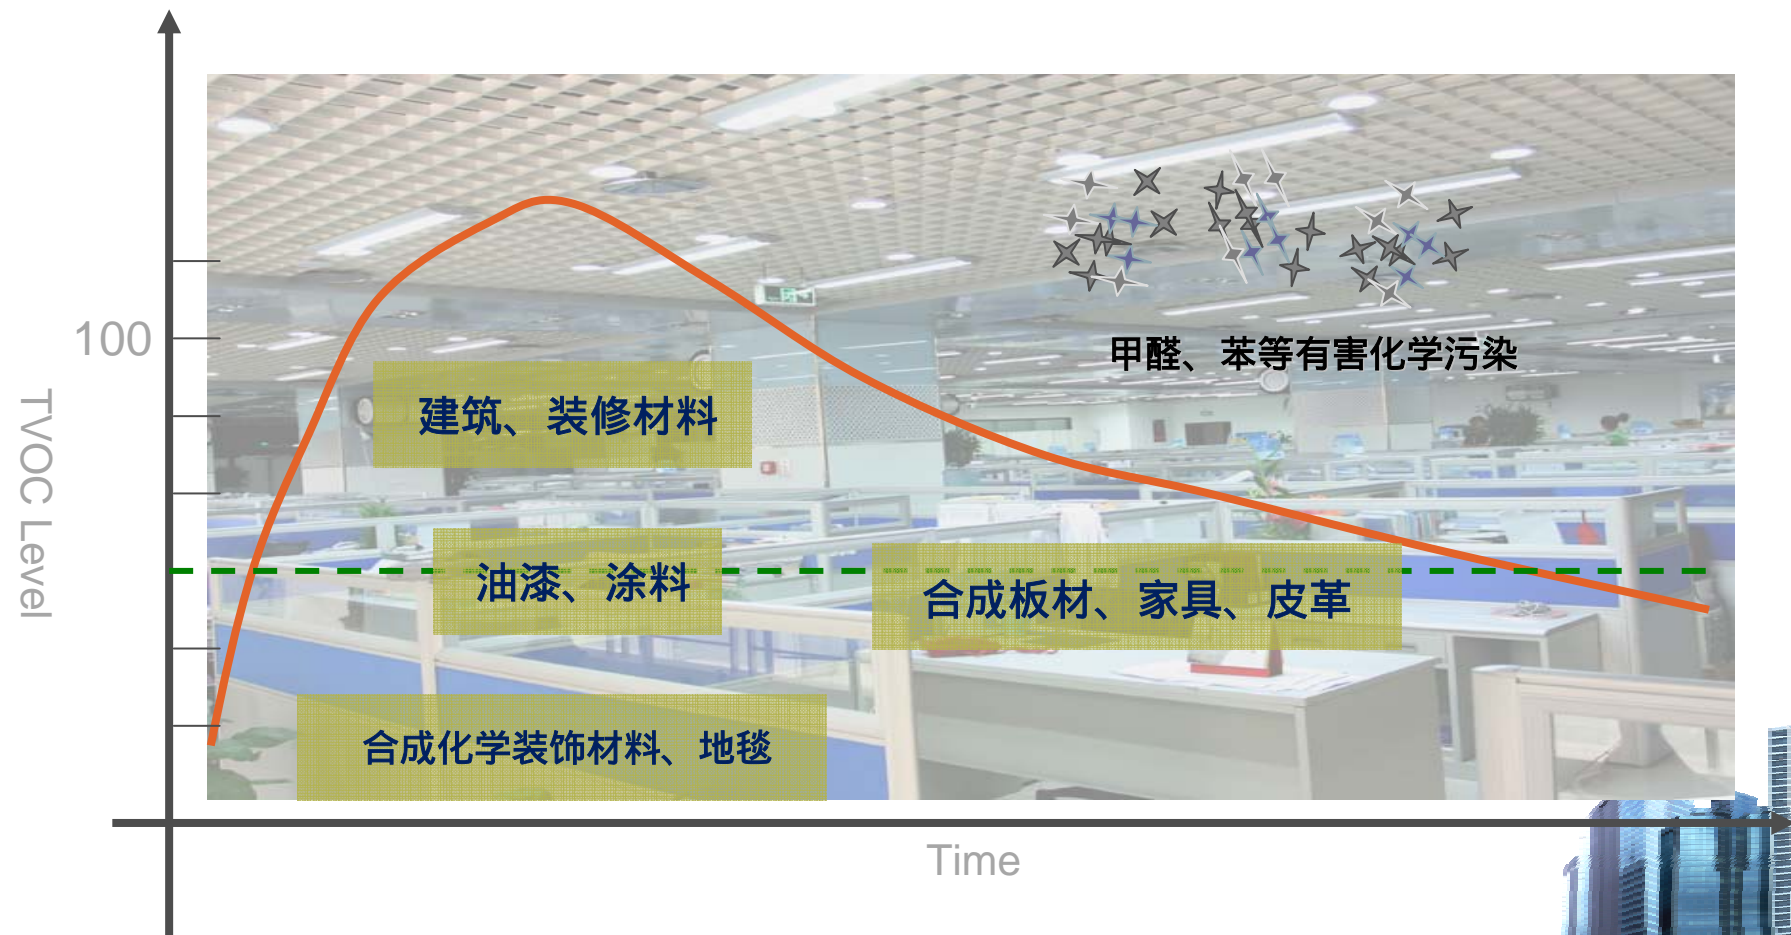 100
TVOC Level
甲醛、苯等有害化学污染
建筑、装修材料
油漆、涂料
合成板材、家具、皮革
合成化学装饰材料、地毯
Time